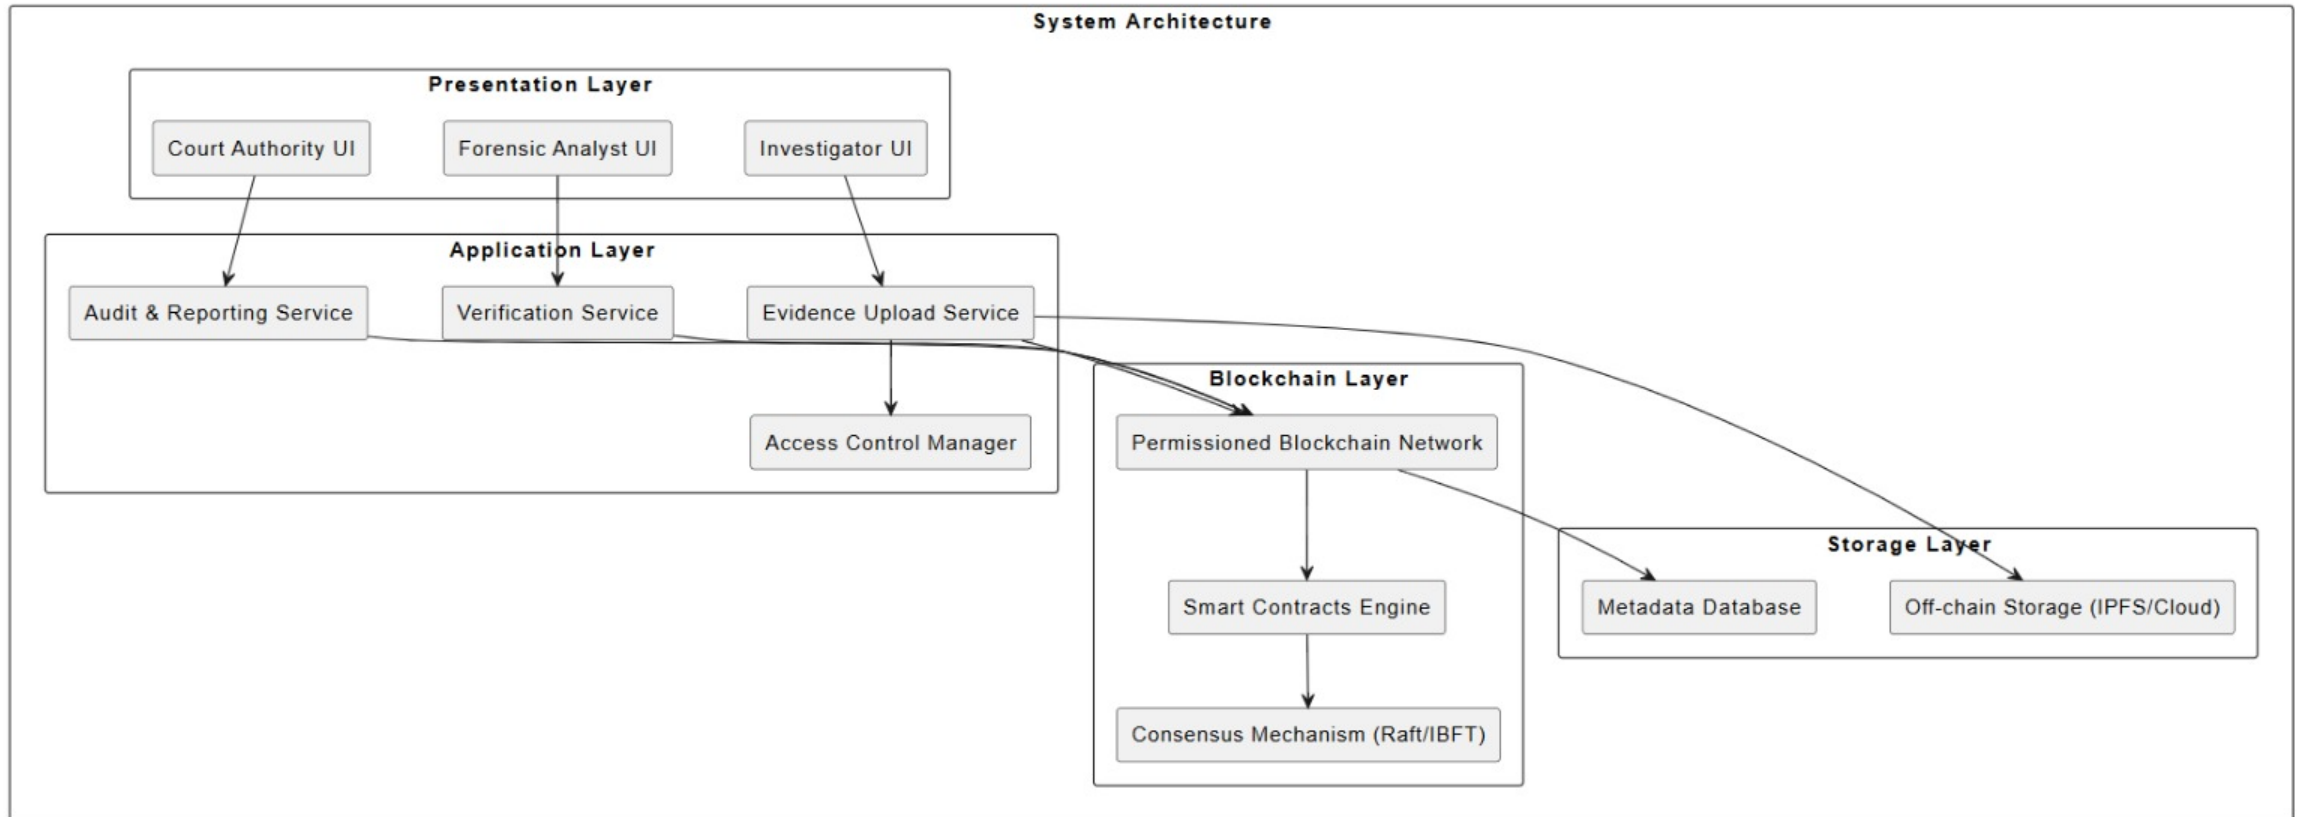 System Architecture
Presentation Layer
Court Authority UI
Forensic Analyst UI
Investigator UI
Application Layer
Audit & Reporting Service
Verification Service
Evidence Upload Service
Access Control Manager
Blockchain Layer
Permissioned Blockchain Network
Smart Contracts Engine
Consensus Mechanism (Raft/IBFT)
Storage Layer
Metadata Database
Off-chain Storage (IPFS/Cloud)